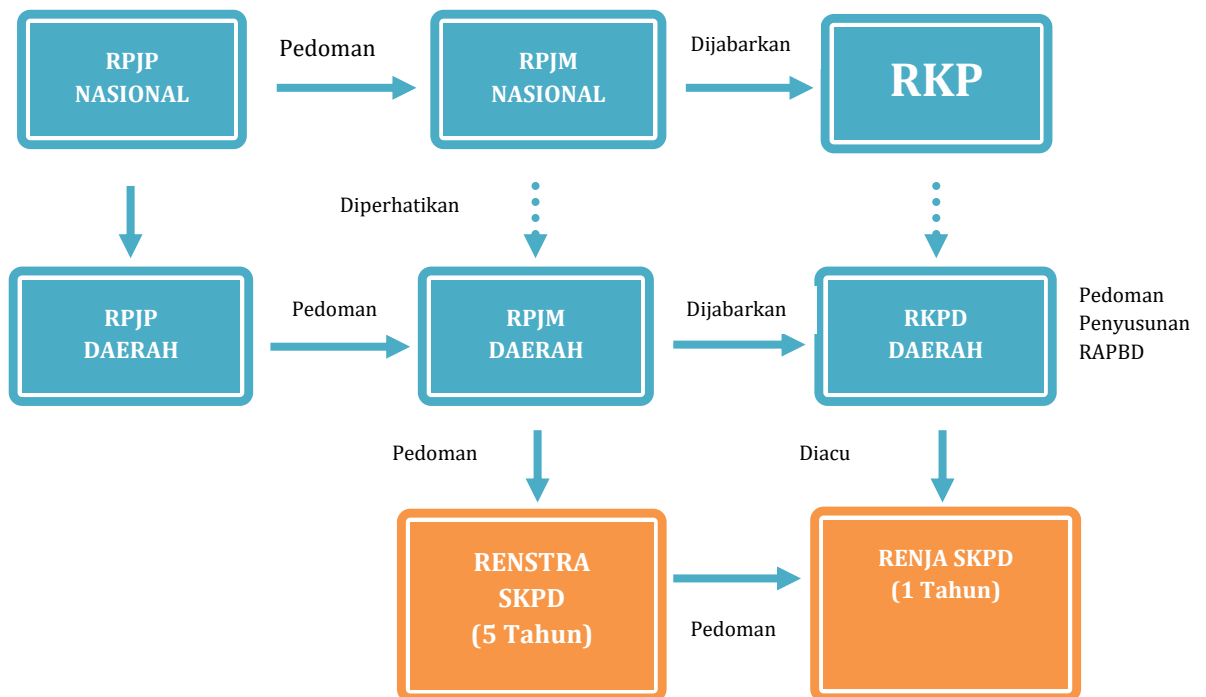 RPJP
NASIONAL
Pedoman
RPJM
NASIONAL
Dijabarkan
RKP
Diperhatikan
RPJP
DAERAH
Pedoman
RPJM
DAERAH
Dijabarkan
RKPD
DAERAH
Pedoman
Penyusunan
RAPBD
Pedoman
Diacu
RENSTRA
SKPD
(5 Tahun)
Pedoman
RENJA SKPD
(1 Tahun)